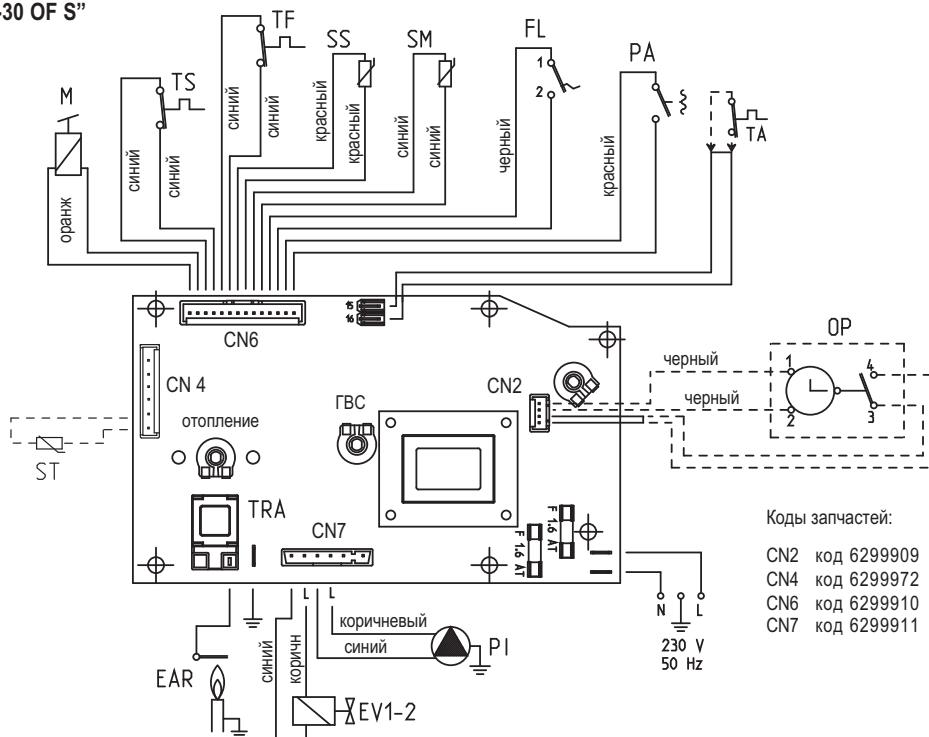 -30 OF S”
TF
SS
SM
FL
PA
TS
M
TA
1
2
оранж
синий
синий
синий
синий
красный
красный
синий
синий
черный
красный
15
16
CN6
CN 4
CN2
OP
черный
черный
1
2
4
3
отопление
ГВС
ST
TRA
CN7
F 1.6 AT
F 1.6 AT
Коды запчастей:
CN2 код 6299909
CN4 код 6299972
CN6 код 6299910
CN7 код 6299911
N
L
230 V
50 Hz
L
L
коричневый
синий
PI
синий
коричн
EAR
EV1-2